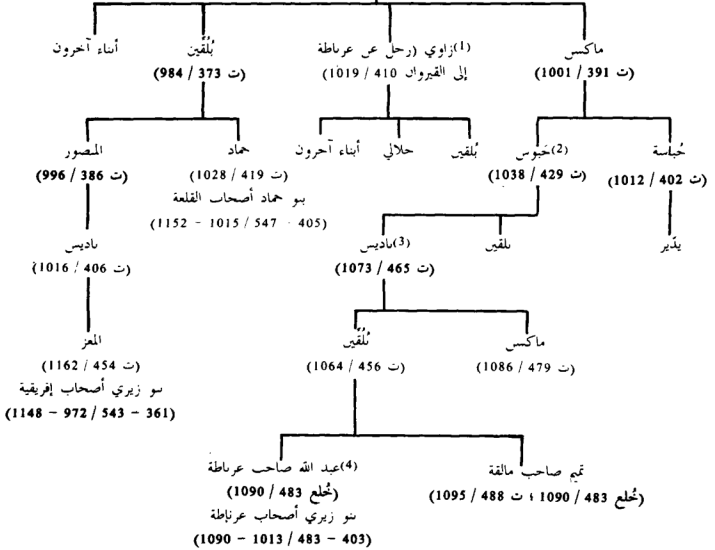 ماكسن
(ت 391 / 1001)
(1)زاوي (رحل عن غرناطة
إلى القيروان 410 / 1019)
بُلُقّين
(ت 373 / 984)
أبناء آخرون
حُباسة
(ت 402 / 1012)
(2)حَبوس
(ت 429 / 1038)
بُلقين
حلالي
أبناء آخرون
حماد
(ت 419 / 1028)
بنو حماد أصحاب القلعة
(405 - 547 / 1015 - 1152)
المنصور
(ت 386 / 996)
يدّير
بلقين
(3)باديس
(ت 465 / 1073)
باديس
(ت 406 / 1016)
ماكسن
(ت 479 / 1086)
بُلُقّين
(ت 456 / 1064)
المعز
(ت 454 / 1162)
بنو زيري أصحاب إفريقية
(361 - 543 / 972 - 1148)
تميم صاحب مالقة
(خُلع 483 / 1090 ؛ ت 488 / 1095)
(4)عبد الله صاحب غرناطة
(خُلع 483 / 1090)
بنو زيري أصحاب غرناطة
(403 - 483 / 1013 - 1090)